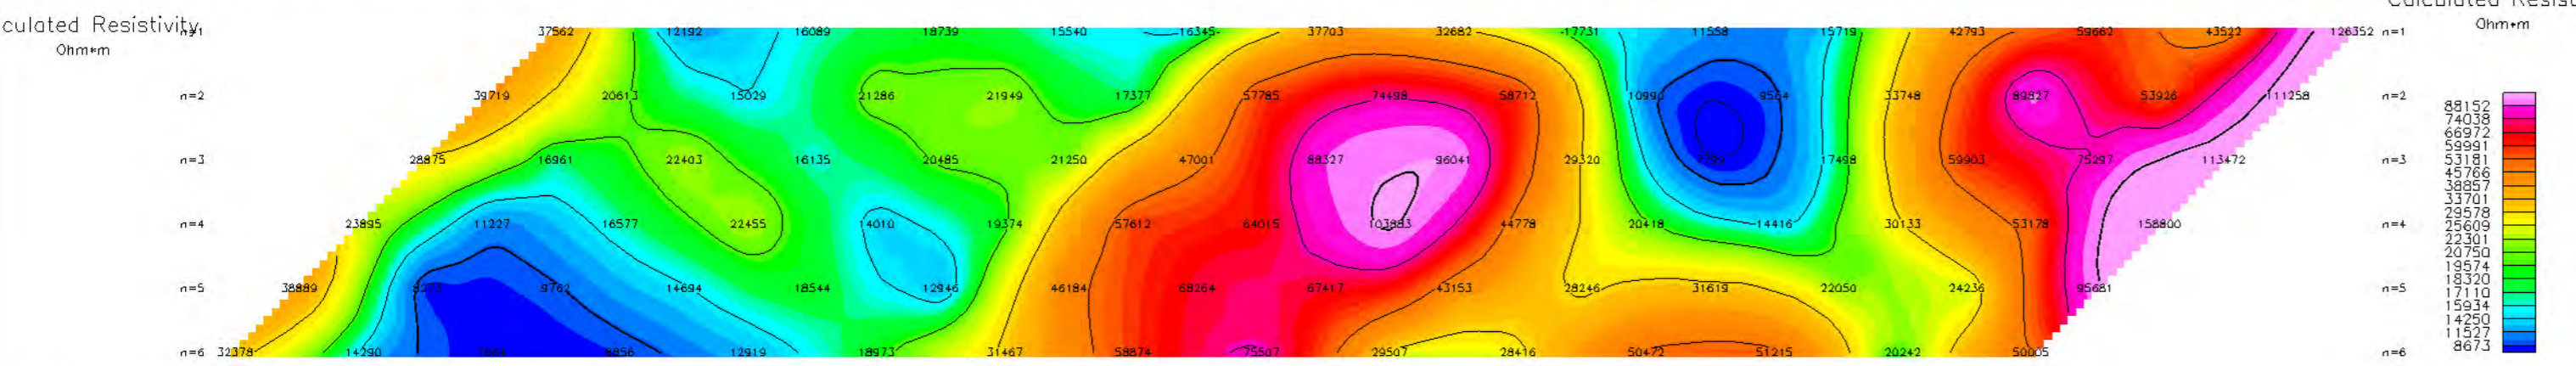 Calculated Resist
culated Resistivity
Ohm*m
Ohm*m
n=1 37562 12192 16089 18739 15540 16345 37703 32682 17731 11558 15719 42793 59662 43522 126352 n=1
n=2 39719 20613 15029 21286 21949 17377 57785 74498 58712 10990 9564 33748 89827 53926 111258 n=2
n=3 28875 16961 22403 16135 20485 21250 47001 88327 96041 29320 17498 59903 75297 113472 n=3
n=4 23895 11227 16577 22455 14010 19374 57612 64015 103883 44778 20418 14416 30133 53178 158800 n=4
n=5 38889 8273 9762 14694 18544 12946 46184 68264 67417 43153 28246 31619 22050 24236 95681 n=5
n=6 32378 14290 8856 12919 18973 31467 58874 75507 29507 28416 50472 51215 20242 50005 n=6
88152
74038
66972
59991
53181
45766
38857
33701
29578
25609
22301
20750
19574
18320
17110
15934
14250
11527
8673